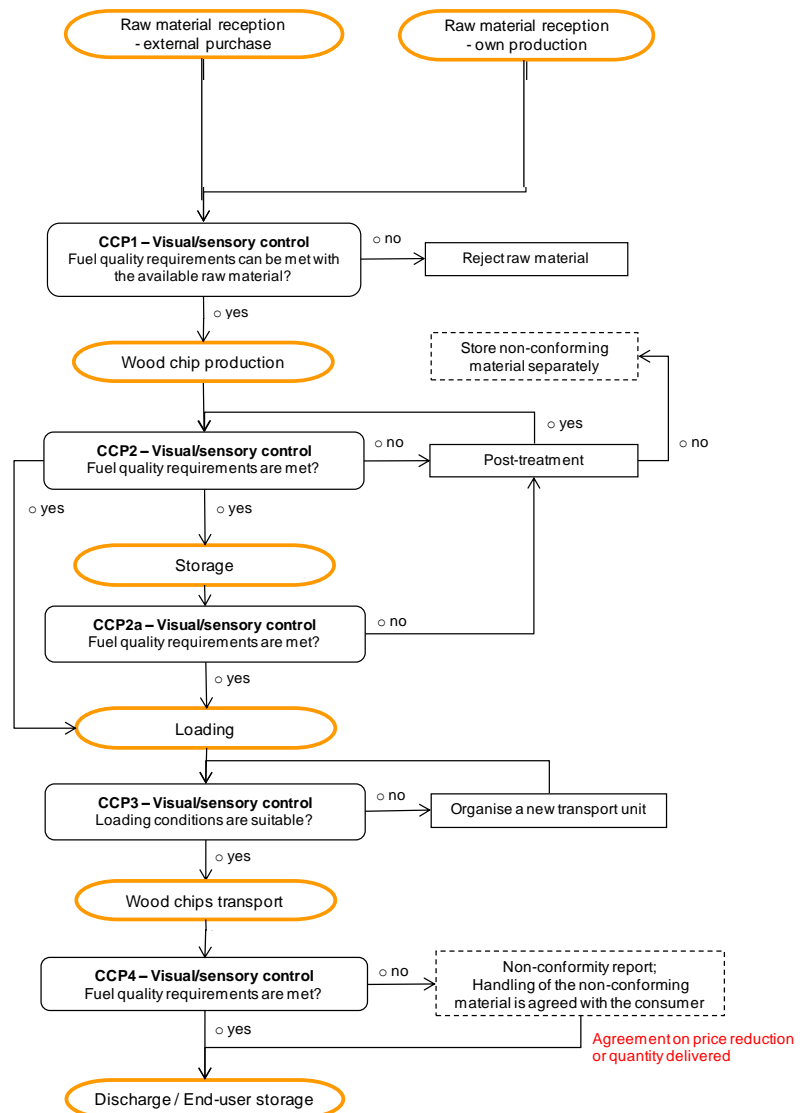 Raw material reception
- external purchase
Raw material reception
- own production
CCP1 – Visual/sensory control
Fuel quality requirements can be met with
the available raw material?
○ no
Reject raw material
○ yes
Wood chip production
Store non-conforming
material separately
○ yes
CCP2 – Visual/sensory control
Fuel quality requirements are met?
○ no
Post-treatment
○ no
○ yes
○ yes
Storage
CCP2a – Visual/sensory control
Fuel quality requirements are met?
○ no
○ yes
Loading
CCP3 – Visual/sensory control
Loading conditions are suitable?
○ no
Organise a new transport unit
○ yes
Wood chips transport
CCP4 – Visual/sensory control
Fuel quality requirements are met?
○ no
Non-conformity report;
Handling of the non-conforming
material is agreed with the consumer
○ yes
Agreement on price reduction
or quantity delivered
Discharge / End-user storage